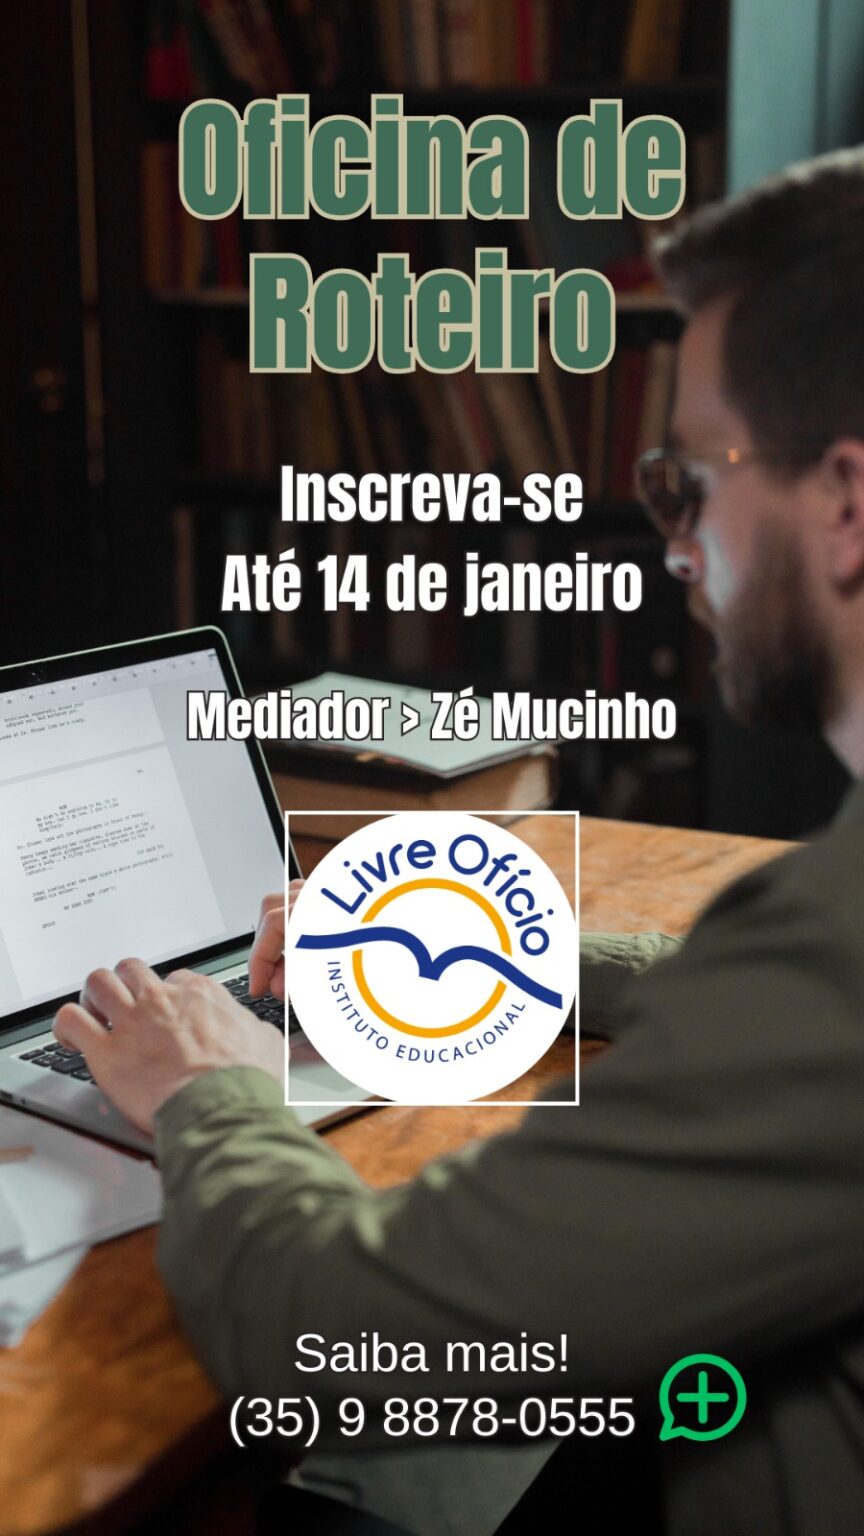 Oficina de
Roteiro
Inscreva-se
Até 14 de janeiro
Mediador > Zé Mucinho
Livre Ofício
INSTITUTO EDUCACIONAL
Saiba mais!
(35) 9 8878-0555